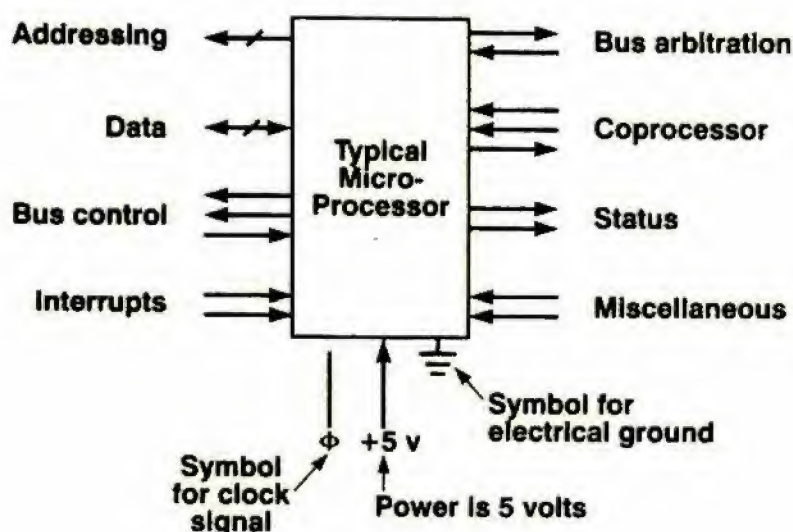 Addressing
Data
Bus control
Interrupts
Typical
Micro-
Processor
Bus arbitration
Coprocessor
Status
Miscellaneous
Φ
+5 v
Symbol for
electrical ground
Symbol
for clock
signal
Power is 5 volts